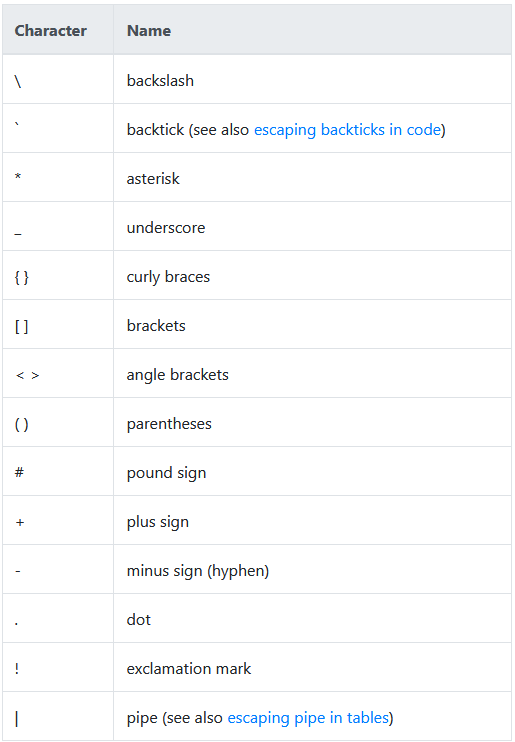 Character Name
\ backslash
` backtick (see also escaping backticks in code)
* asterisk
_ underscore
{ } curly braces
[ ] brackets
< > angle brackets
( ) parentheses
# pound sign
+ plus sign
- minus sign (hyphen)
. dot
! exclamation mark
| pipe (see also escaping pipe in tables)